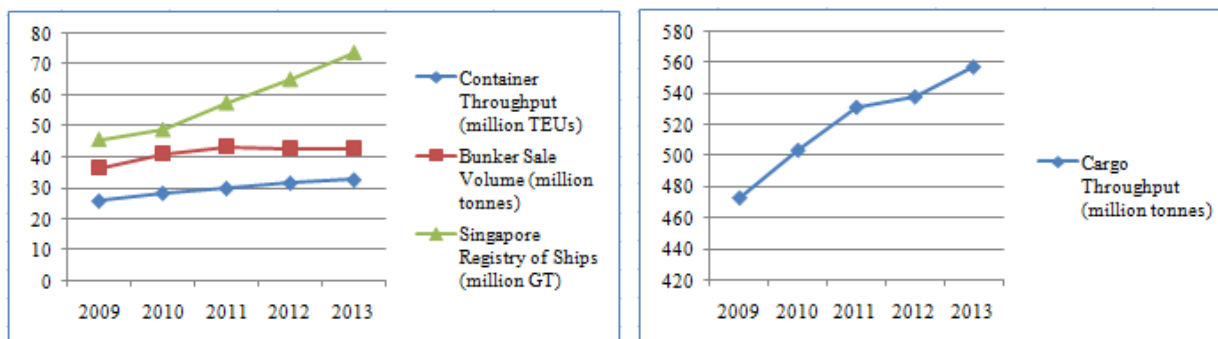 80
70
60
50
40
30
20
10
0
2009 2010 2011 2012 2013
Container
Throughput
(million TEUs)
Bunker Sale
Volume (million
tonnes)
Singapore
Registry of Ships
(million GT)
580
560
540
520
500
480
460
440
420
2009 2010 2011 2012 2013
Cargo
Throughput
(million tonnes)